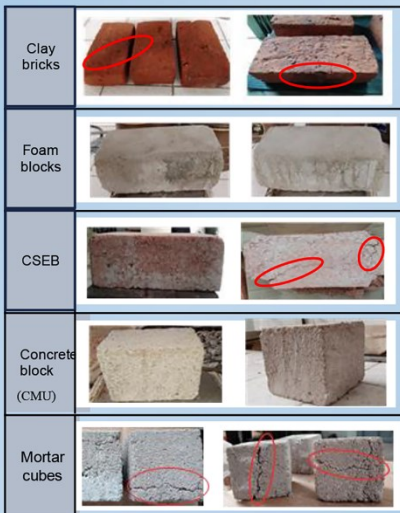 Clay
bricks
Foam
blocks
CSEB
Concrete
block
(CMU)
Mortar
cubes